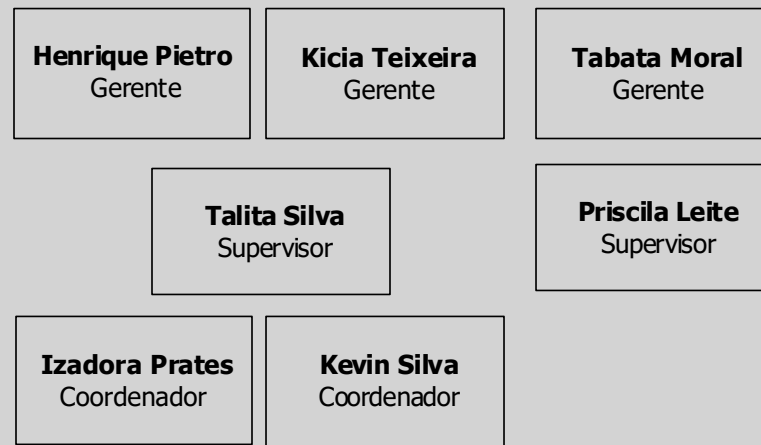 Henrique Pietro
Gerente
Kicia Teixeira
Gerente
Tabata Moral
Gerente
Talita Silva
Supervisor
Priscila Leite
Supervisor
Izadora Prates
Coordenador
Kevin Silva
Coordenador